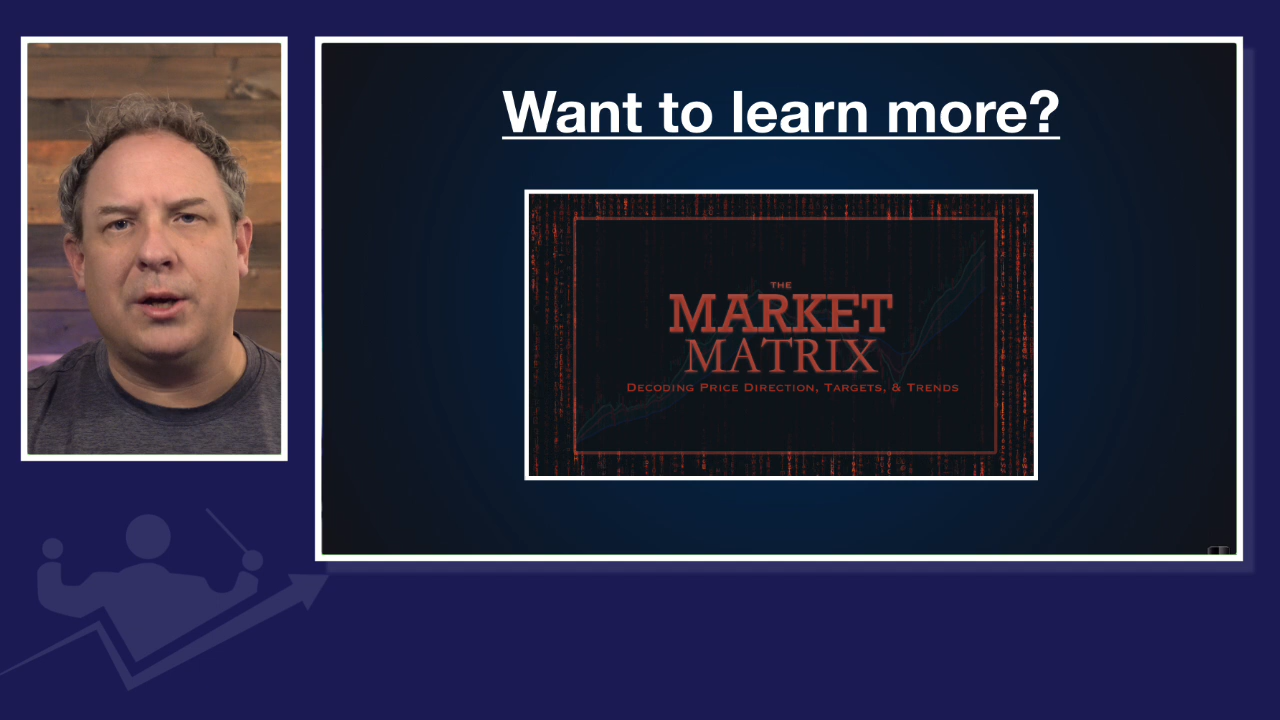 Want to learn more?
THE
MARKET
MATRIX
DECODING PRICE DIRECTION, TARGETS, & TRENDS